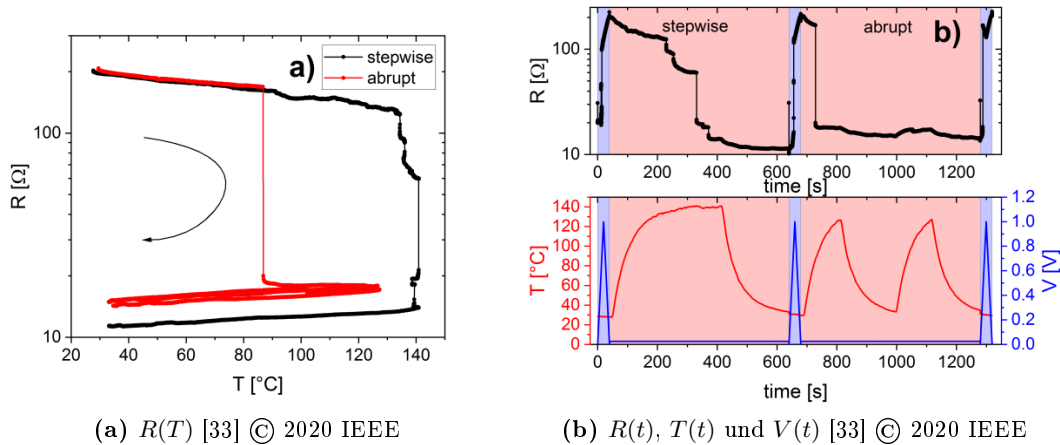 a)
stepwise
abrupt
R [Ω]
100
10
20 40 60 80 100 120 140
T [°C]
(a) R(T) [33] © 2020 IEEE
stepwise abrupt b)
R [Ω]
100
10
0 200 400 600 800 1000 1200
time [s]
T [°C]
140
120
100
80
60
40
20
0
1.2
1.0
0.8
0.6
0.4
0.2
0.0
V [V]
0 200 400 600 800 1000 1200
time [s]
(b) R(t), T(t) und V(t) [33] © 2020 IEEE